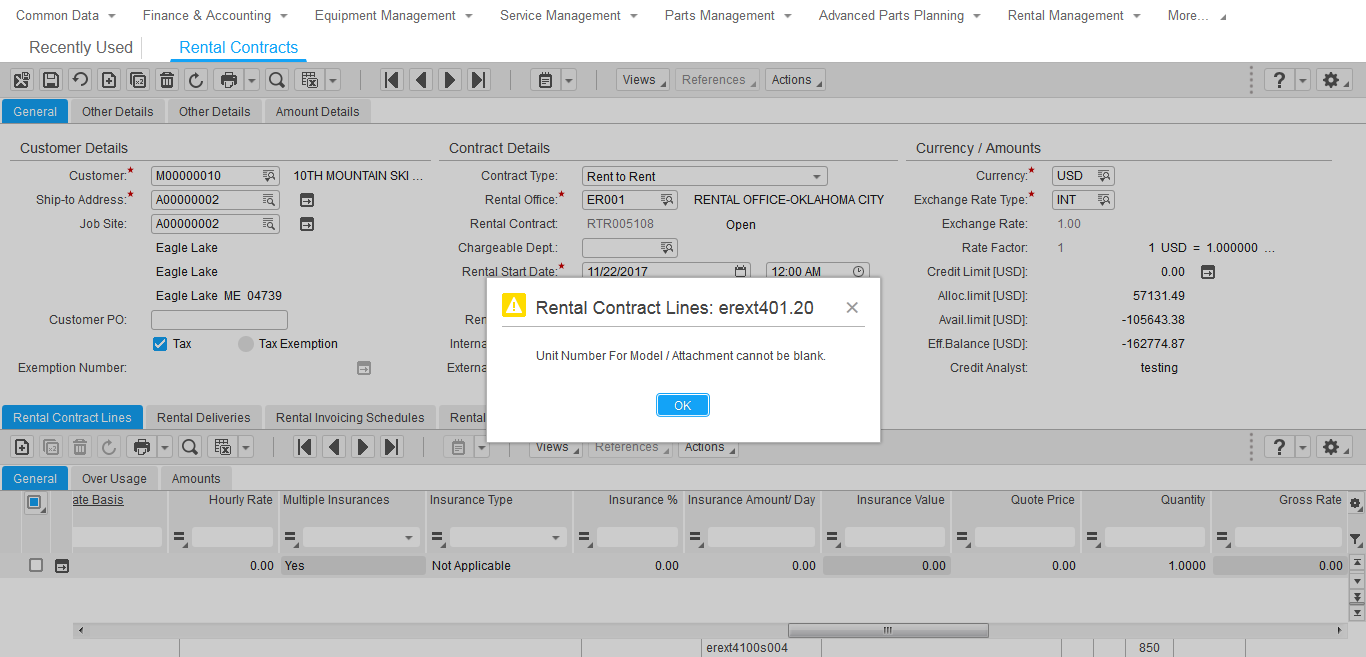 Common Data Finance & Accounting Equipment Management Service Management Parts Management Advanced Parts Planning Rental Management More...
Recently Used Rental Contracts
Views References Actions ?
General Other Details Other Details Amount Details
Customer Details Contract Details Currency / Amounts
Customer:* M00000010 10TH MOUNTAIN SKI ... Contract Type: Rent to Rent Currency:* USD
Ship-to Address:* A00000002 Rental Office:* ER001 RENTAL OFFICE-OKLAHOMA CITY Exchange Rate Type:* INT
Job Site: A00000002 Rental Contract: RTR005108 Open Exchange Rate: 1.00
Eagle Lake Chargeable Dept.: Rate Factor: 1 1 USD = 1.000000 ...
Eagle Lake Rental Start Date:* 11/22/2017 12:00 AM Credit Limit [USD]: 0.00
Eagle Lake ME 04739 Alloc.limit [USD]: 57131.49
Customer PO: Ren Avail.limit [USD]: -105643.38
Tax Tax Exemption Interna Eff.Balance [USD]: -162774.87
Exemption Number: Externa Credit Analyst: testing
Rental Contract Lines: erext401.20
Unit Number For Model / Attachment cannot be blank.
OK
Rental Contract Lines Rental Deliveries Rental Invoicing Schedules Rental
Views References Actions ?
General Over Usage Amounts
ate Basis Hourly Rate Multiple Insurances Insurance Type Insurance % Insurance Amount/ Day Insurance Value Quote Price Quantity Gross Rate
0.00 Yes Not Applicable 0.00 0.00 0.00 0.00 1.0000 0.00
erext4100s004 850